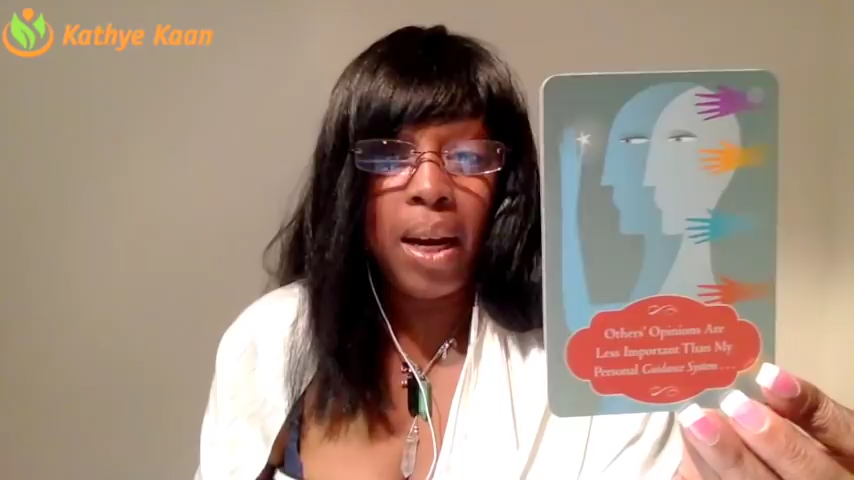 Kathye Kaan
Others' Opinions Are
Less Important Than My
Personal Guidance System . . . .